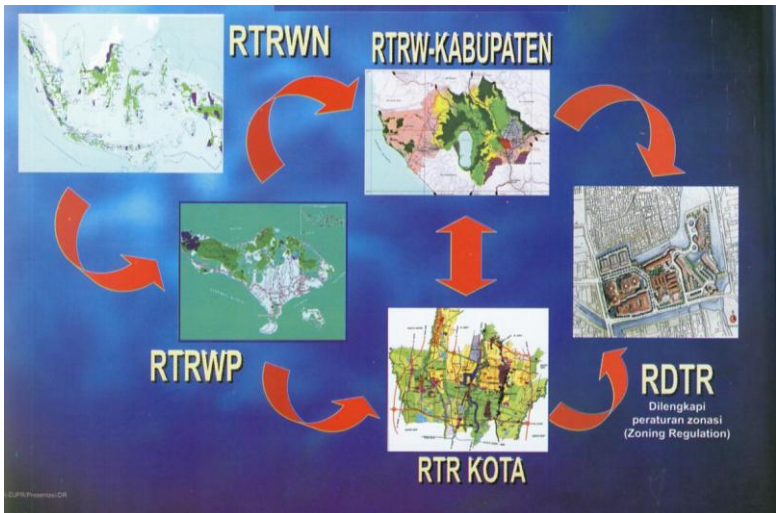 RTRWN
RTRW-KABUPATEN
RTRWP
RTR KOTA
RDTR
Dilengkapi
peraturan zonasi
(Zoning Regulation)